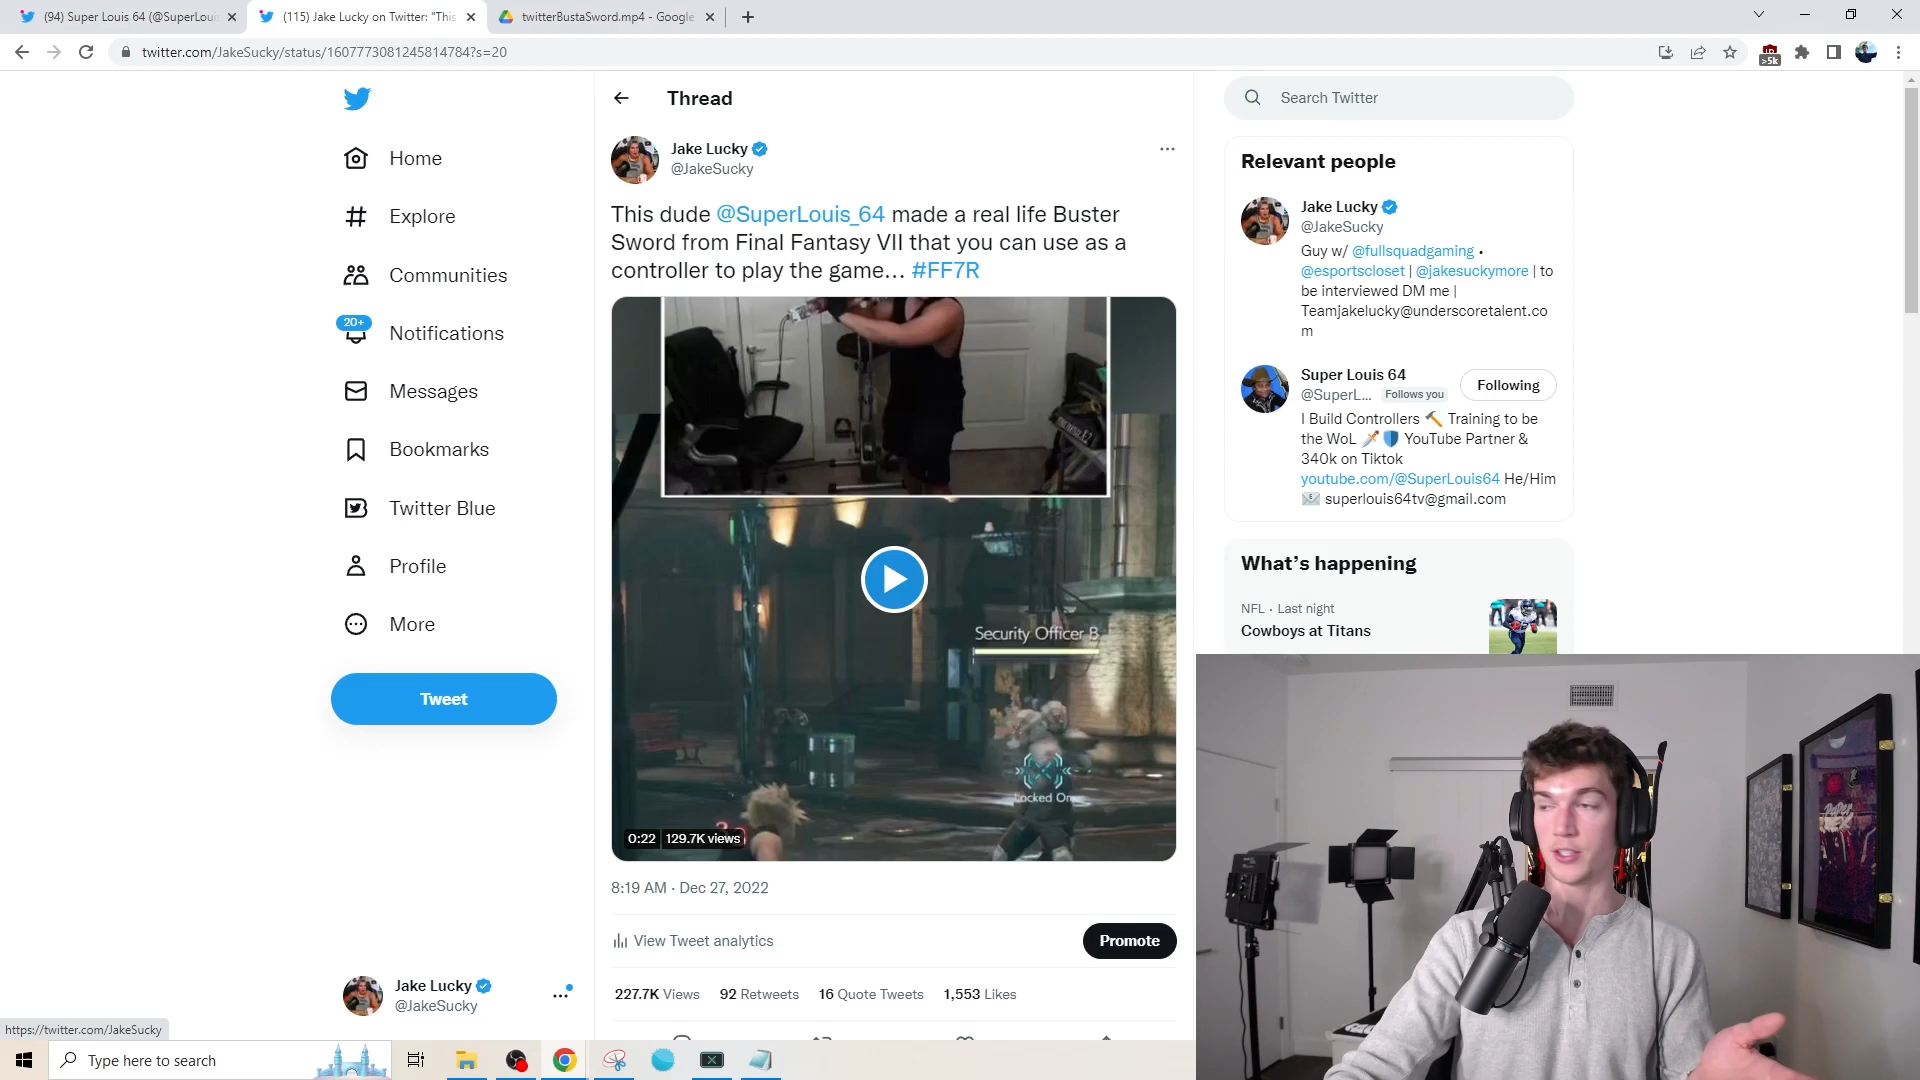 (94) Super Louis 64 (@SuperLoui
(115) Jake Lucky on Twitter: "This
twitterBustaSword.mp4 - Google
twitter.com/JakeSucky/status/1607773081245814784?s=20
>5k
Thread
Search Twitter
Home
Explore
Communities
20+
Notifications
Messages
Bookmarks
Twitter Blue
Profile
More
Tweet
Jake Lucky
@JakeSucky
https://twitter.com/JakeSucky
Jake Lucky
@JakeSucky
This dude @SuperLouis_64 made a real life Buster
Sword from Final Fantasy VII that you can use as a
controller to play the game... #FF7R
Security Officer B
Locked On
0:22 129.7K views
8:19 AM · Dec 27, 2022
View Tweet analytics
Promote
227.7K Views 92 Retweets 16 Quote Tweets 1,553 Likes
Relevant people
Jake Lucky
@JakeSucky
Guy w/ @fullsquadgaming •
@esportscloset | @jakesuckymore | to
be interviewed DM me |
Teamjakelucky@underscoretalent.co
m
Super Louis 64
@SuperL... Follows you
Following
I Build Controllers 🔨 Training to be
the WoL 🗡️🛡️ YouTube Partner &
340k on Tiktok
youtube.com/@SuperLouis64 He/Him
📧 superlouis64tv@gmail.com
What's happening
NFL · Last night
Cowboys at Titans
Type here to search